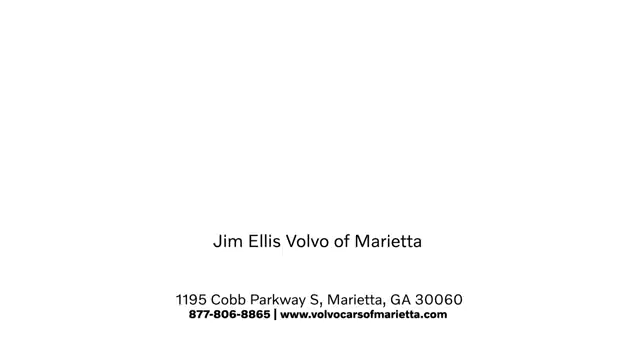 Jim Ellis Volvo of Marietta
1195 Cobb Parkway S, Marietta, GA 30060
877-806-8865 | www.volvocarsofmarietta.com